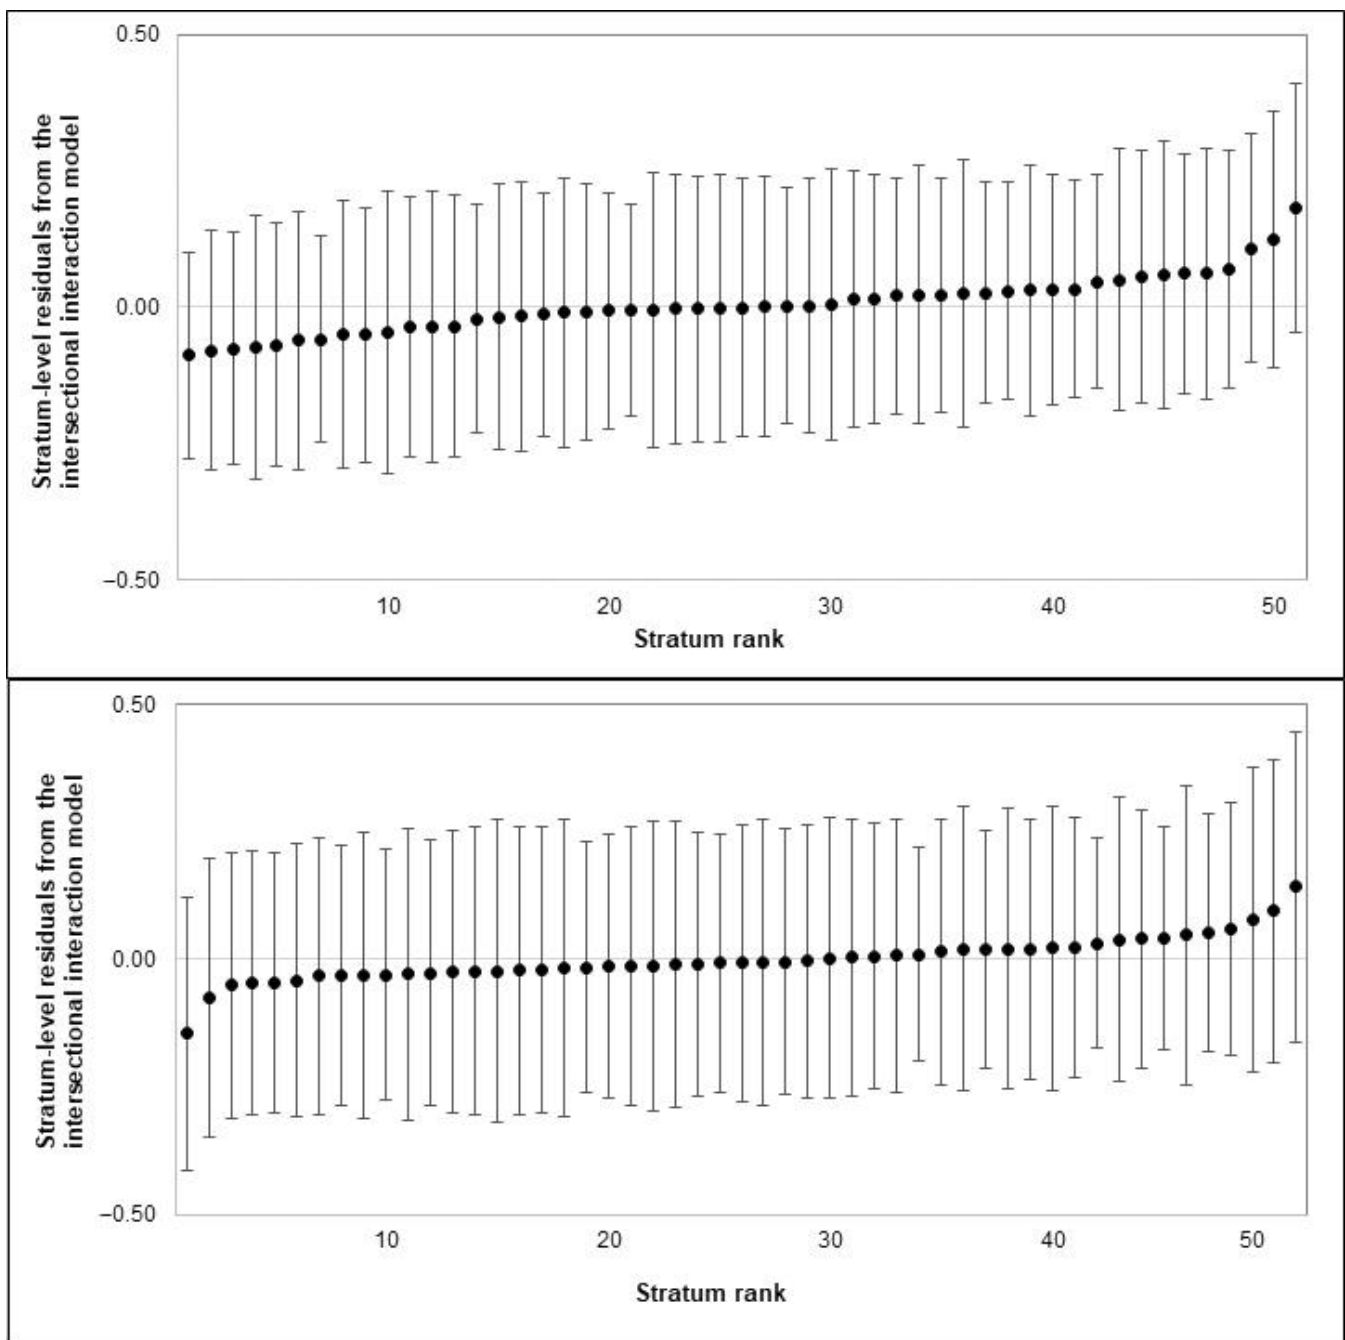 0.50
Stratum-level residuals from the
intersectional interaction model
0.00
–0.50
10 20 30 40 50
Stratum rank
0.50
Stratum-level residuals from the
intersectional interaction model
0.00
–0.50
10 20 30 40 50
Stratum rank